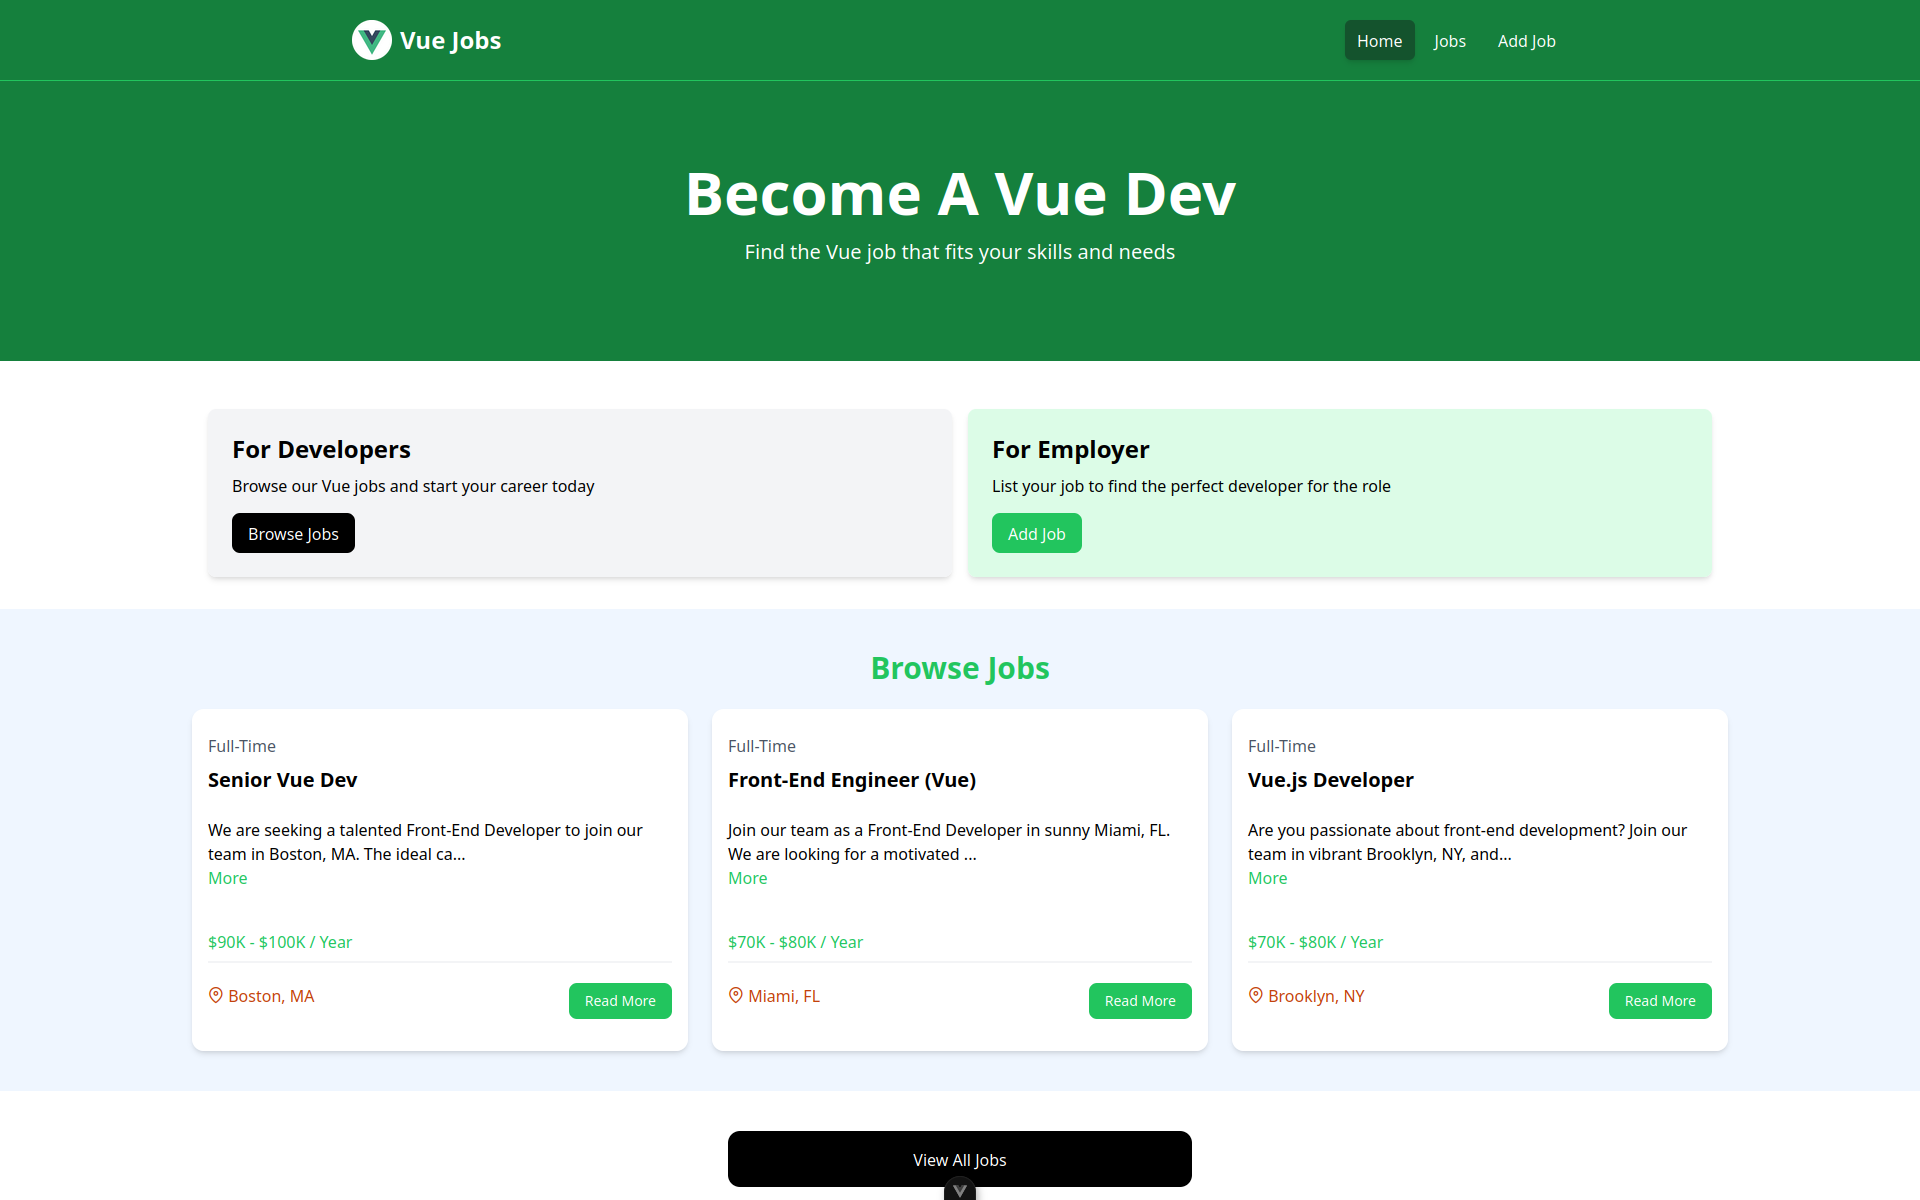 Vue Jobs
Home
Jobs
Add Job
Become A Vue Dev
Find the Vue job that fits your skills and needs
For Developers
Browse our Vue jobs and start your career today
Browse Jobs
For Employer
List your job to find the perfect developer for the role
Add Job
Browse Jobs
Full-Time
Senior Vue Dev
We are seeking a talented Front-End Developer to join our
team in Boston, MA. The ideal ca...
More
$90K - $100K / Year
Boston, MA
Read More
Full-Time
Front-End Engineer (Vue)
Join our team as a Front-End Developer in sunny Miami, FL.
We are looking for a motivated ...
More
$70K - $80K / Year
Miami, FL
Read More
Full-Time
Vue.js Developer
Are you passionate about front-end development? Join our
team in vibrant Brooklyn, NY, and...
More
$70K - $80K / Year
Brooklyn, NY
Read More
View All Jobs